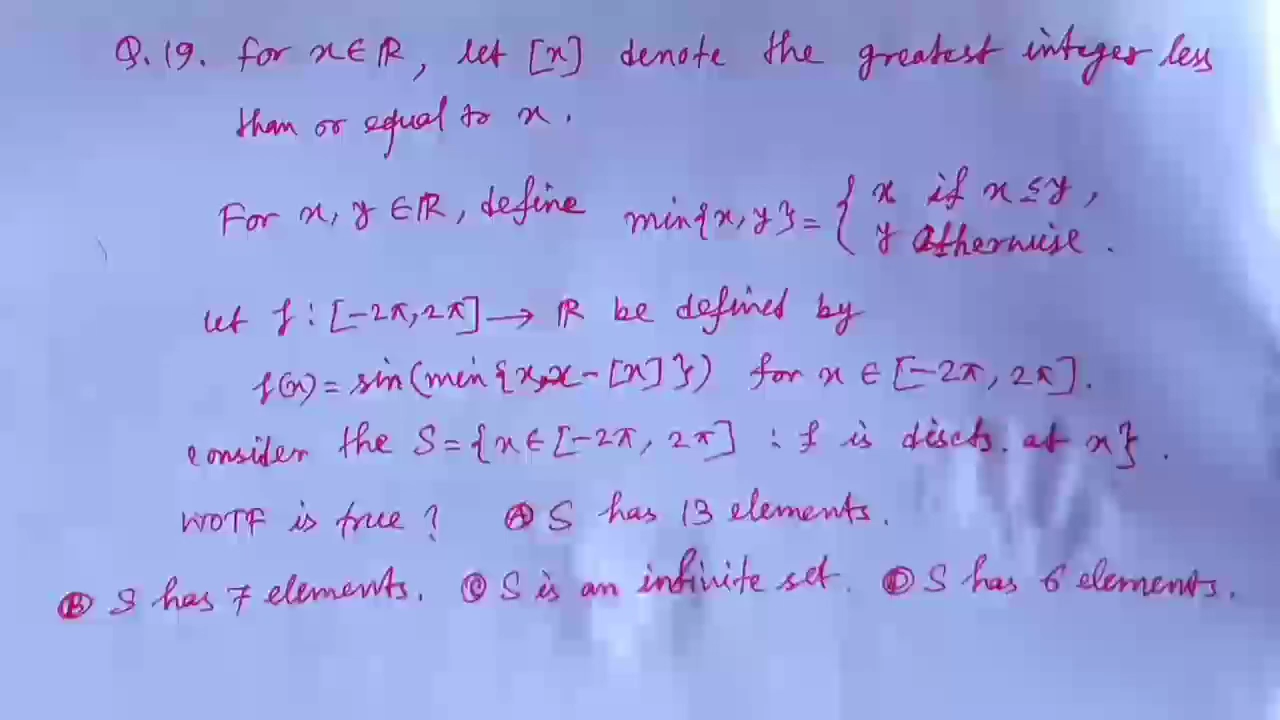 Q.19. for x∈ℝ, let [x] denote the greatest integer less
than or equal to x.
For x, y ∈ℝ, define min{x, y} = { x if x ≤ y,
y otherwise.
let f : [-2π, 2π] → ℝ be defined by
f(x) = sin(min{x, x - [x]}) for x ∈ [-2π, 2π].
consider the S = {x ∈ [-2π, 2π] : f is discts. at x}.
WOTF is true? Ⓐ S has 13 elements.
Ⓑ S has 7 elements. Ⓒ S is an infinite set. Ⓓ S has 6 elements.